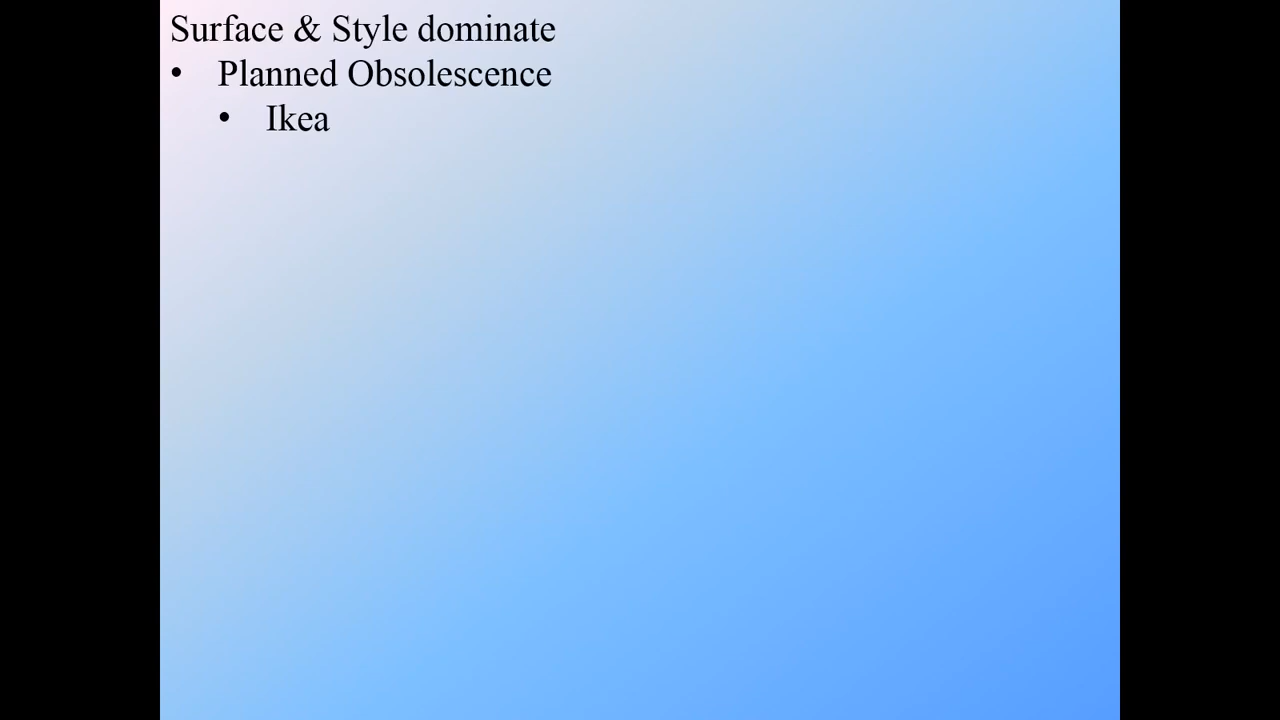 Surface & Style dominate
• Planned Obsolescence
• Ikea